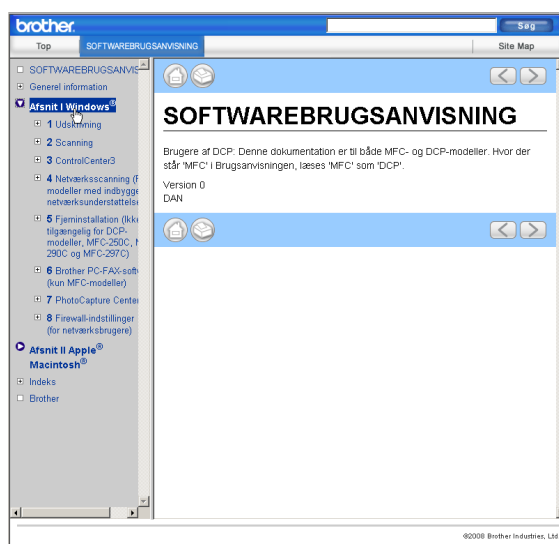 brother.
Søg
Top
SOFTWAREBRUGSANVISNING
Site Map
SOFTWAREBRUGSANVIS
Generel information
Afsnit I Windows®
1 Udskrivning
2 Scanning
3 ControlCenter3
4 Netværksscanning (F
modeller med indbygge
netværksunderstøttelse
5 Fjerninstallation (Ikke
tilgængelig for DCP-
modeller, MFC-250C, M
290C og MFC-297C)
6 Brother PC-FAX-softv
(kun MFC-modeller)
7 PhotoCapture Center
8 Firewall-indstillinger
(for netværksbrugere)
Afsnit II Apple®
Macintosh®
Indeks
Brother
SOFTWAREBRUGSANVISNING
Brugere af DCP: Denne dokumentation er til både MFC- og DCP-modeller. Hvor der
står 'MFC' i Brugsanvisningen, læses 'MFC' som 'DCP'.
Version 0
DAN
©2008 Brother Industries, Ltd